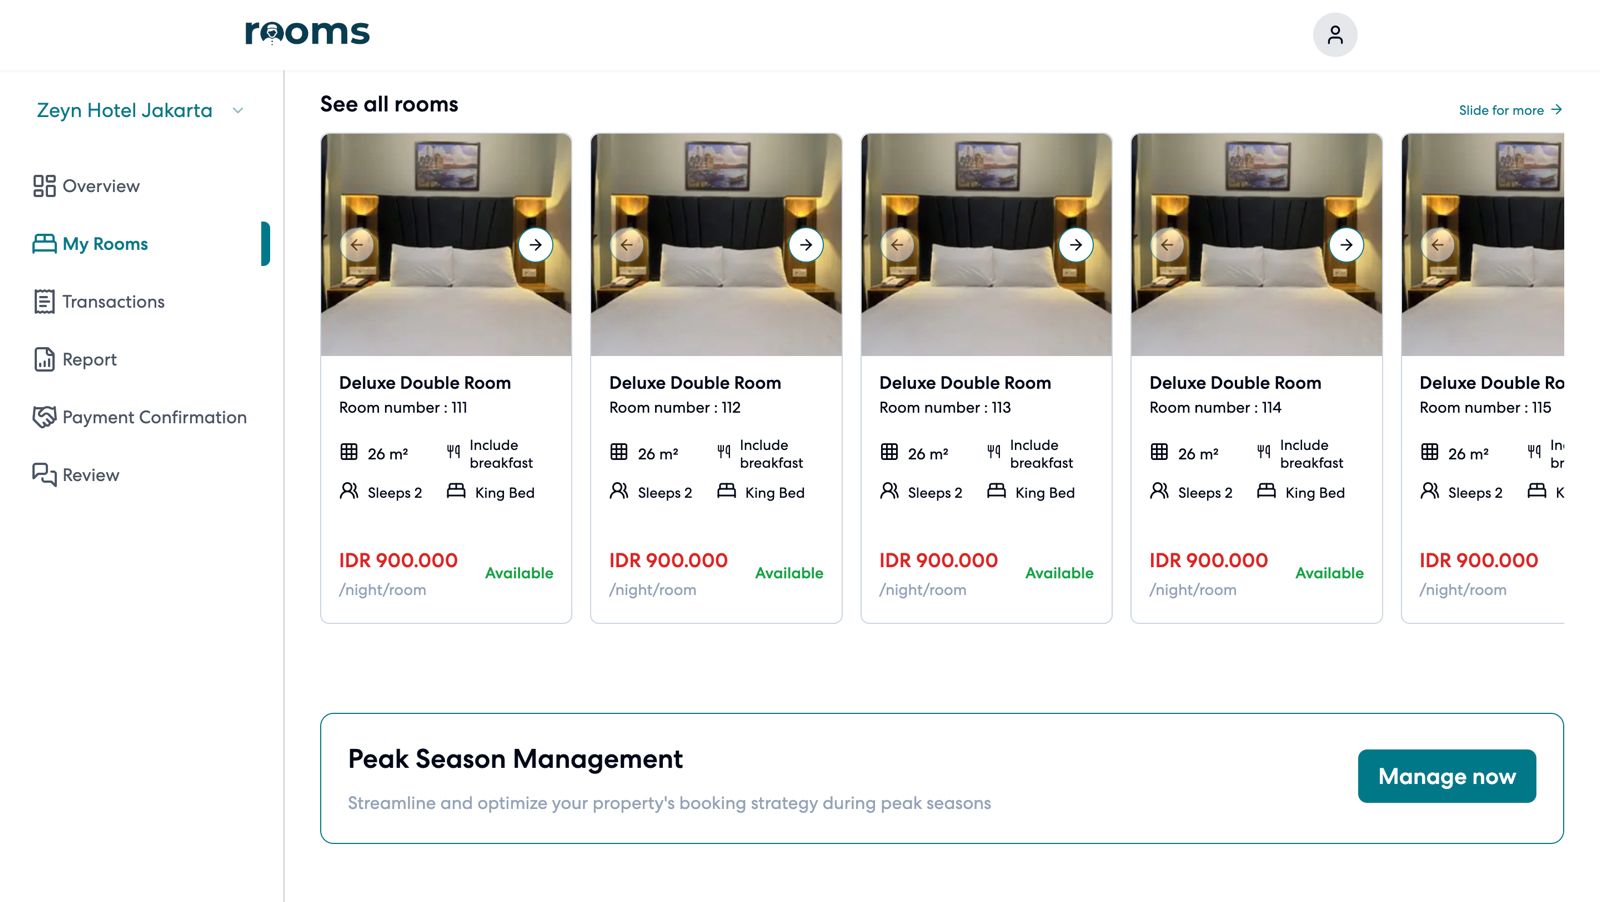 rooms
Zeyn Hotel Jakarta
Overview
My Rooms
Transactions
Report
Payment Confirmation
Review
See all rooms
Slide for more
Deluxe Double Room
Room number : 111
26 m²
Include
breakfast
Sleeps 2
King Bed
IDR 900.000
/night/room
Available
Deluxe Double Room
Room number : 112
26 m²
Include
breakfast
Sleeps 2
King Bed
IDR 900.000
/night/room
Available
Deluxe Double Room
Room number : 113
26 m²
Include
breakfast
Sleeps 2
King Bed
IDR 900.000
/night/room
Available
Deluxe Double Room
Room number : 114
26 m²
Include
breakfast
Sleeps 2
King Bed
IDR 900.000
/night/room
Available
Deluxe Double Ro
Room number : 115
26 m²
Sleeps 2
IDR 900.000
/night/room
Peak Season Management
Streamline and optimize your property's booking strategy during peak seasons
Manage now